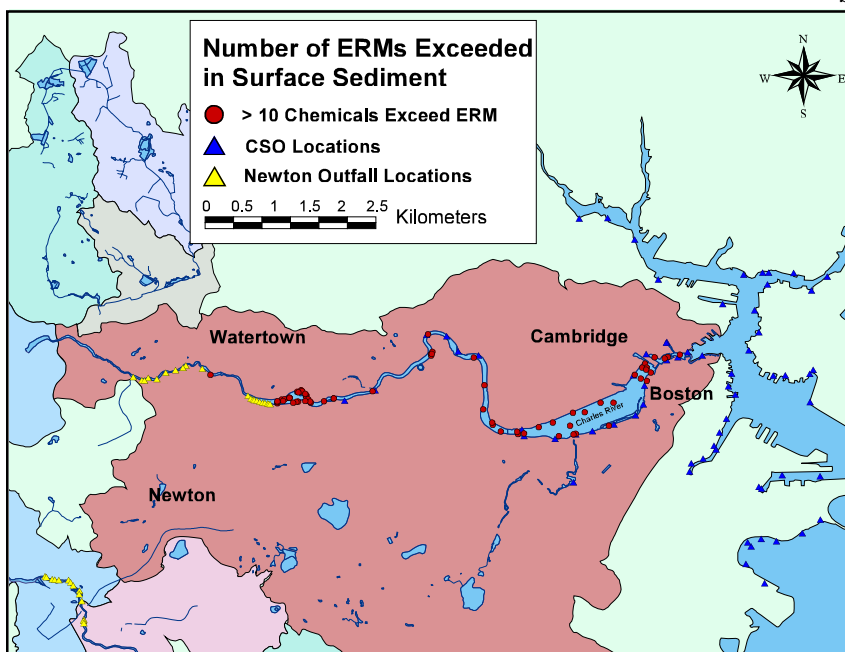 Number of ERMs Exceeded
in Surface Sediment
> 10 Chemicals Exceed ERM
CSO Locations
Newton Outfall Locations
0 0.5 1 1.5 2 2.5
Kilometers
N
W E
S
Watertown
Cambridge
Boston
Charles River
Newton